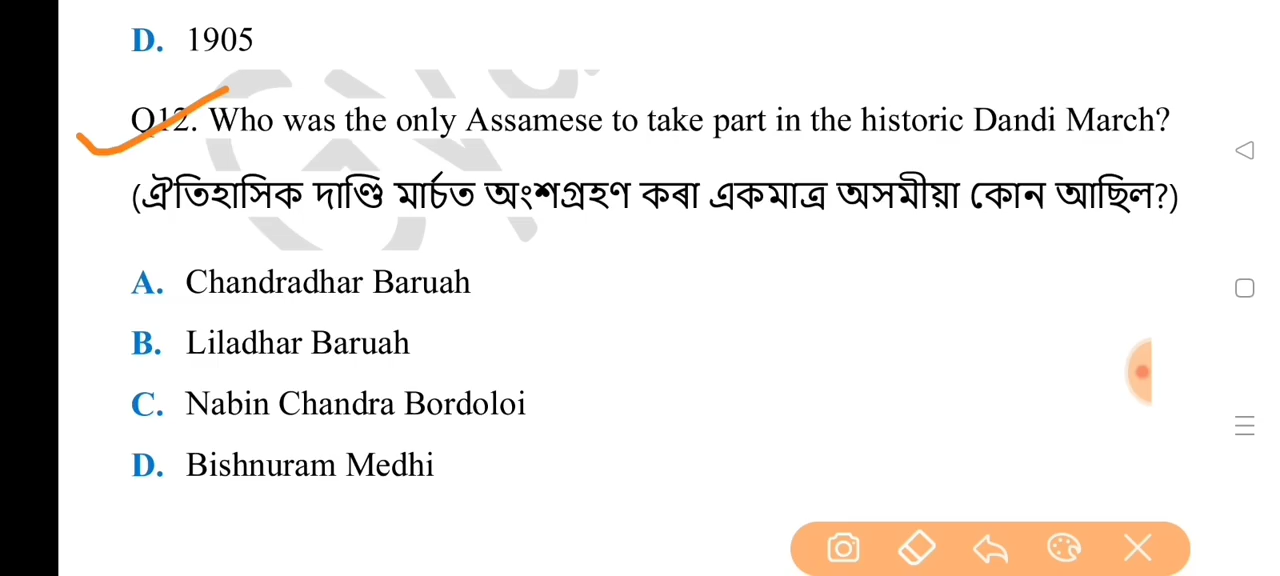 D. 1905
Q12. Who was the only Assamese to take part in the historic Dandi March?
(ঐতিহাসিক দাণ্ডি মাৰ্চত অংশগ্ৰহণ কৰা একমাত্ৰ অসমীয়া কোন আছিল?)
A. Chandradhar Baruah
B. Liladhar Baruah
C. Nabin Chandra Bordoloi
D. Bishnuram Medhi